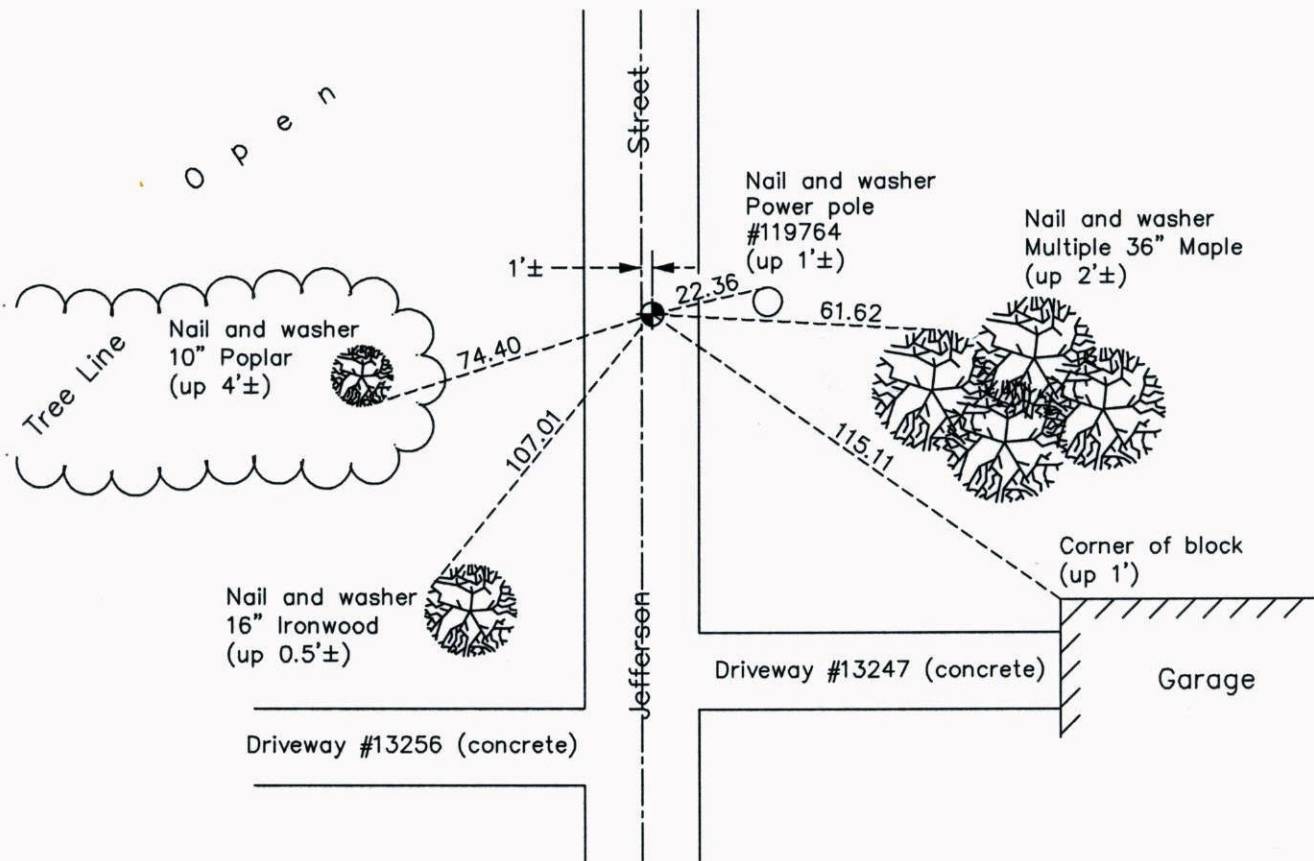 Open
Street
Nail and washer
Power pole
#119764
(up 1'±)
Nail and washer
Multiple 36" Maple
(up 2'±)
1'±
22.36
61.62
Nail and washer
10" Poplar
(up 4'±)
Tree Line
74.40
107.01
115.11
Corner of block
(up 1')
Nail and washer
16" Ironwood
(up 0.5'±)
Jefferson
Driveway #13247 (concrete)
Garage
Driveway #13256 (concrete)